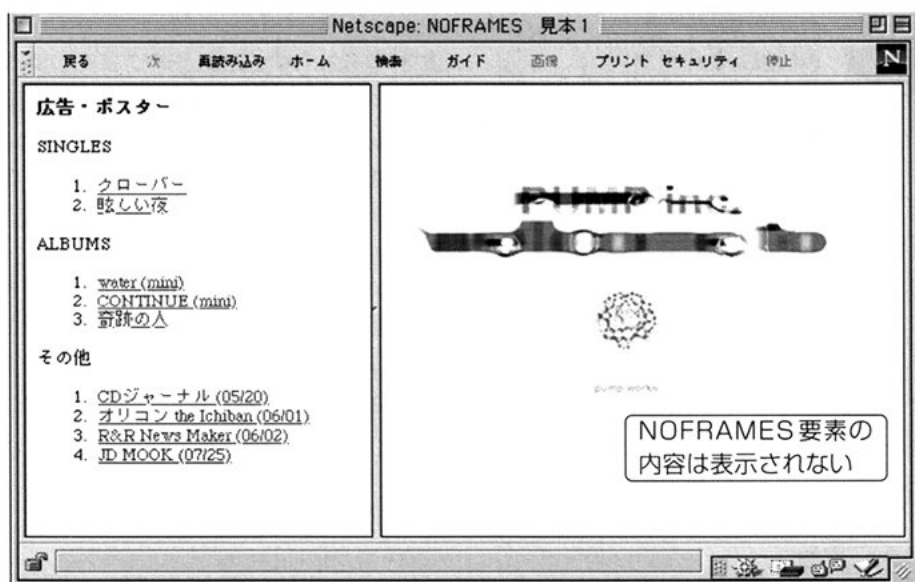 Netscape: NOFRAMES 見本1
戻る 次 再読み込み ホーム 検索 ガイド 画像 プリント セキュリティ 停止
N
広告・ポスター
SINGLES
1. クローバー
2. 眩しい夜
ALBUMS
1. water (mini)
2. CONTINUE (mini)
3. 奇跡の人
その他
1. CDジャーナル (05/20)
2. オリコン the Ichiban (06/01)
3. R&R News Maker (06/02)
4. JD MOOK (07/25)
PUMP inc.
pump works
NOFRAMES要素の
内容は表示されない